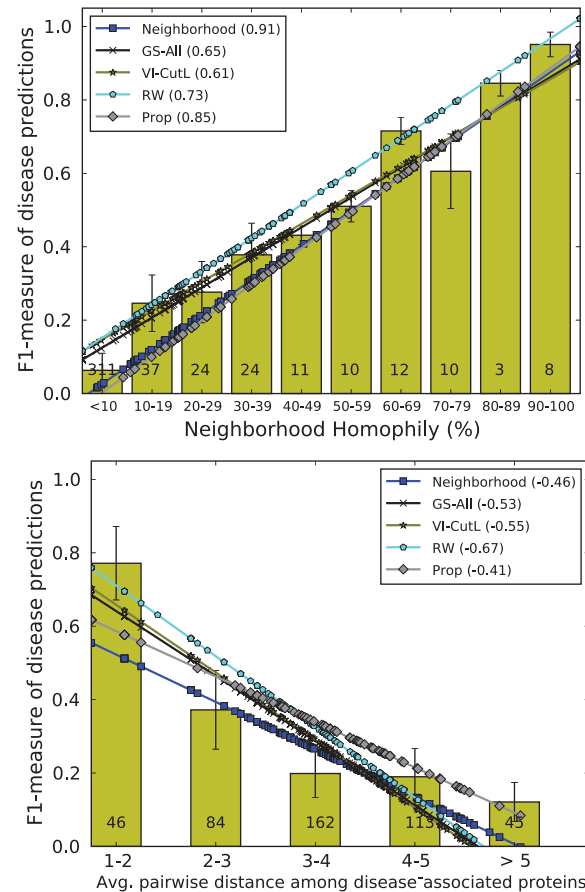 F1-measure of disease predictions
1.0
0.8
0.6
0.4
0.2
0.0
Neighborhood (0.91)
GS-All (0.65)
VI-CutL (0.61)
RW (0.73)
Prop (0.85)
311 37 24 24 11 10 12 10 3 8
<10 10-19 20-29 30-39 40-49 50-59 60-69 70-79 80-89 90-100
Neighborhood Homophily (%)
F1-measure of disease predictions
1.0
0.8
0.6
0.4
0.2
0.0
Neighborhood (-0.46)
GS-All (-0.53)
VI-CutL (-0.55)
RW (-0.67)
Prop (-0.41)
46 84 162 113 45
1-2 2-3 3-4 4-5 > 5
Avg. pairwise distance among disease-associated proteins